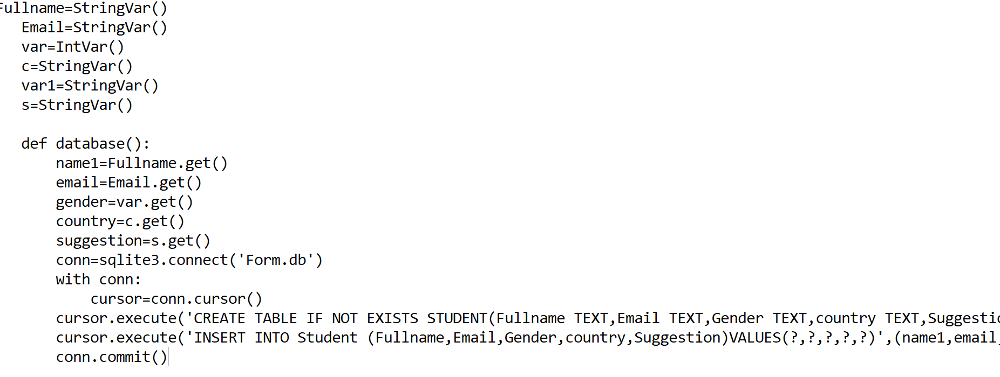 Fullname=StringVar()
Email=StringVar()
var=IntVar()
c=StringVar()
var1=StringVar()
s=StringVar()
def database():
name1=Fullname.get()
email=Email.get()
gender=var.get()
country=c.get()
suggestion=s.get()
conn=sqlite3.connect('Form.db')
with conn:
cursor=conn.cursor()
cursor.execute('CREATE TABLE IF NOT EXISTS STUDENT(Fullname TEXT,Email TEXT,Gender TEXT,country TEXT,Suggestio
cursor.execute('INSERT INTO Student (Fullname,Email,Gender,country,Suggestion)VALUES(?,?,?,?,?)',(name1,email,
conn.commit()